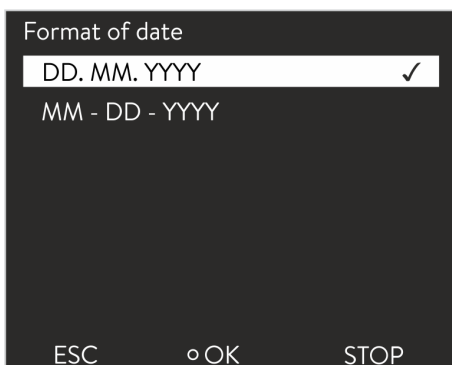 Format of date
DD. MM. YYYY ✓
MM - DD - YYYY
ESC ○ OK STOP